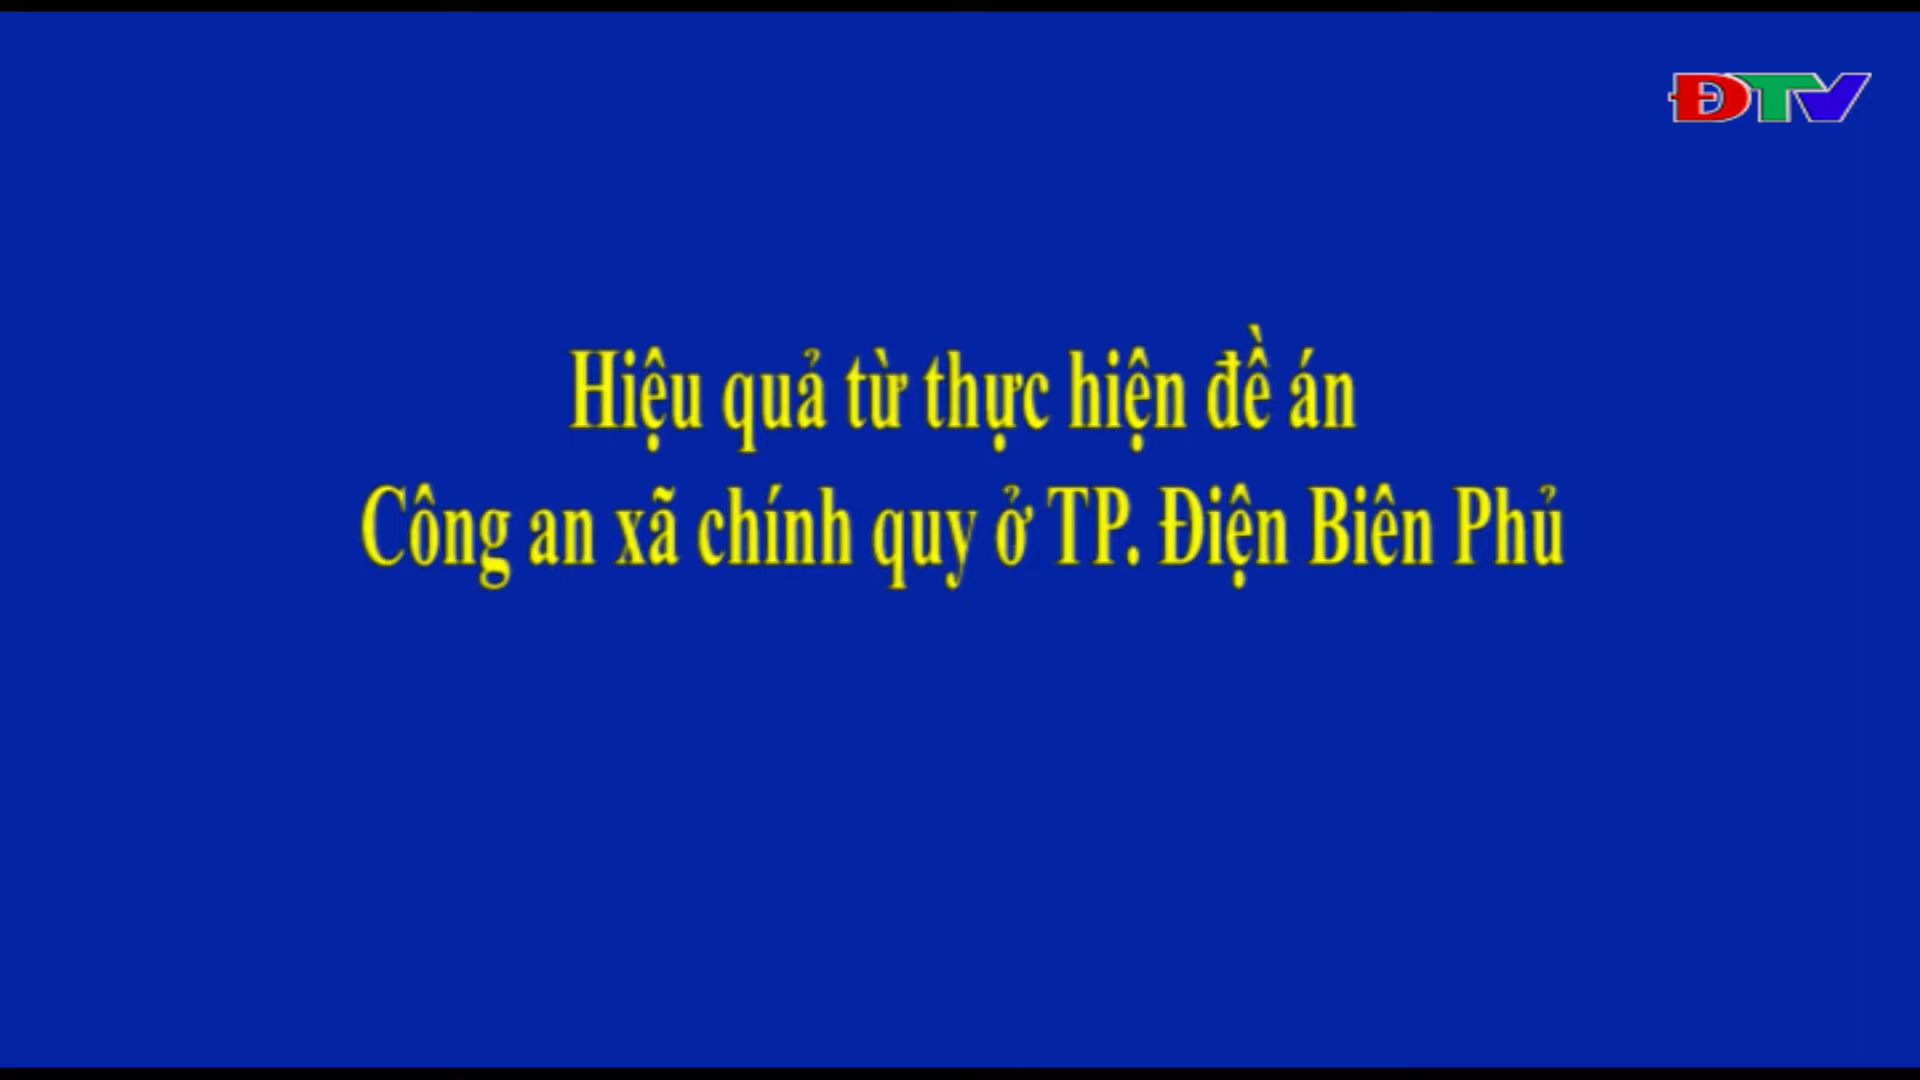 ĐTV
Hiệu quả từ thực hiện đề án
Công an xã chính quy ở TP. Điện Biên Phủ